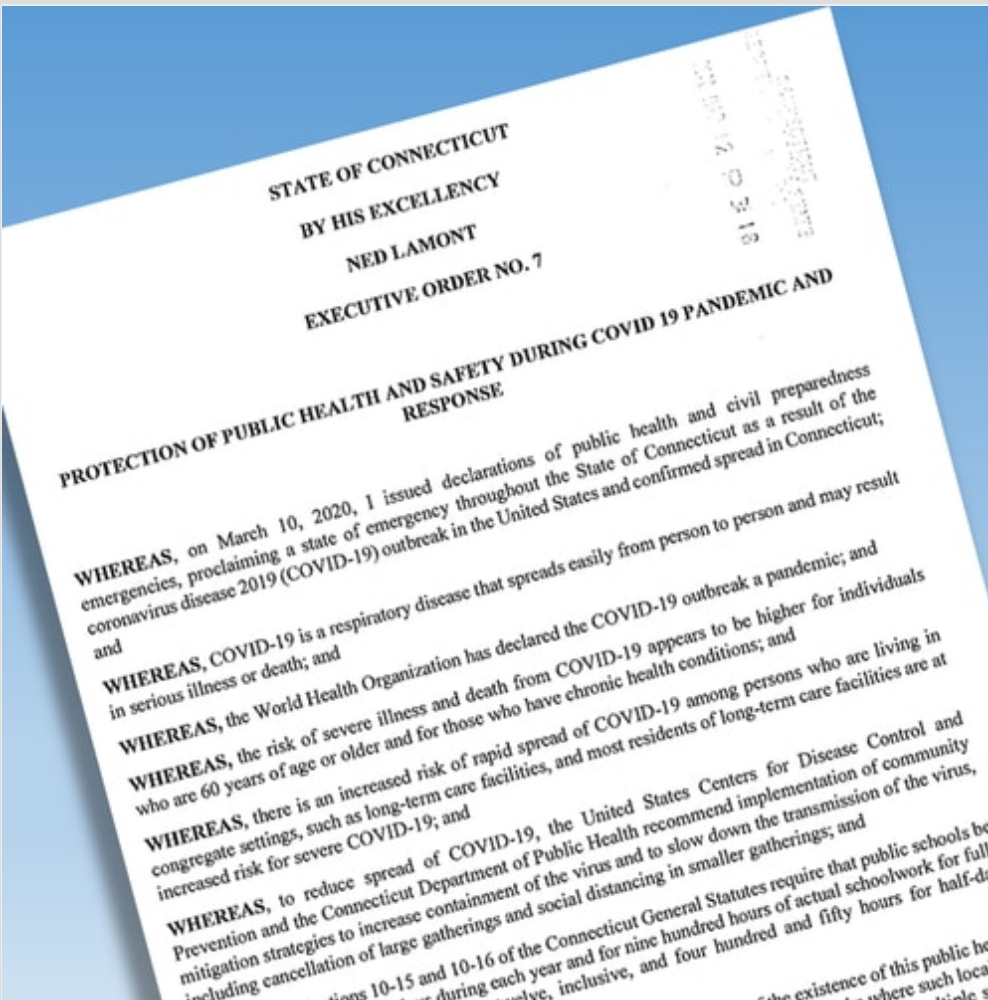 STATE OF CONNECTICUT
BY HIS EXCELLENCY
NED LAMONT
EXECUTIVE ORDER NO. 7
PROTECTION OF PUBLIC HEALTH AND SAFETY DURING COVID 19 PANDEMIC AND
RESPONSE
WHEREAS, on March 10, 2020, I issued declarations of public health and civil preparedness
emergencies, proclaiming a state of emergency throughout the State of Connecticut as a result of the
coronavirus disease 2019 (COVID-19) outbreak in the United States and confirmed spread in Connecticut;
and
WHEREAS, COVID-19 is a respiratory disease that spreads easily from person to person and may result
in serious illness or death; and
WHEREAS, the World Health Organization has declared the COVID-19 outbreak a pandemic; and
WHEREAS, the risk of severe illness and death from COVID-19 appears to be higher for individuals
who are 60 years of age or older and for those who have chronic health conditions; and
WHEREAS, there is an increased risk of rapid spread of COVID-19 among persons who are living in
congregate settings, such as long-term care facilities, and most residents of long-term care facilities are at
increased risk for severe COVID-19; and
WHEREAS, to reduce spread of COVID-19, the United States Centers for Disease Control and
Prevention and the Connecticut Department of Public Health recommend implementation of community
mitigation strategies to increase containment of the virus and to slow down the transmission of the virus,
including cancellation of large gatherings and social distancing in smaller gatherings; and
10-15 and 10-16 of the Connecticut General Statutes require that public schools be
during each year and for nine hundred hours of actual schoolwork for full
inclusive, and four hundred and fifty hours for half-da
the existence of this public he
where such loca